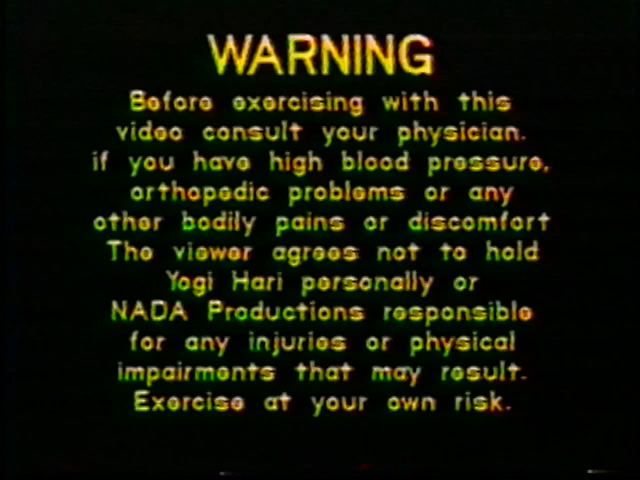 WARNING
Before exercising with this
video consult your physician.
if you have high blood pressure,
orthopedic problems or any
other bodily pains or discomfort
The viewer agrees not to hold
Yogi Hari personally or
NADA Productions responsible
for any injuries or physical
impairments that may result.
Exercise at your own risk.